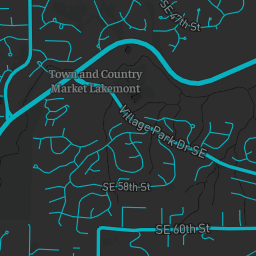 SE 47th St
Town and Country
Market Lakemont
Village Park Dr SE
SE 58th St
SE 60th St